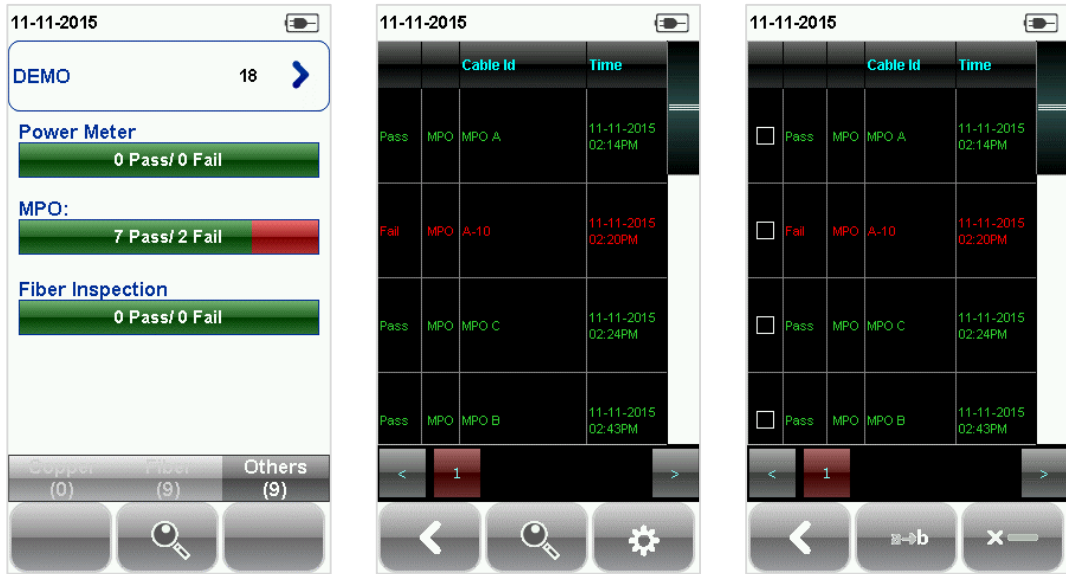 11-11-2015
DEMO 18
Power Meter
0 Pass/ 0 Fail
MPO:
7 Pass/ 2 Fail
Fiber Inspection
0 Pass/ 0 Fail
Copper (0)
Fiber (9)
Others (9)
11-11-2015
Cable Id Time
Pass MPO MPO A 11-11-2015 02:14PM
Fail MPO A-10 11-11-2015 02:20PM
Pass MPO MPO C 11-11-2015 02:24PM
Pass MPO MPO B 11-11-2015 02:43PM
< 1 >
11-11-2015
Cable Id Time
Pass MPO MPO A 11-11-2015 02:14PM
Fail MPO A-10 11-11-2015 02:20PM
Pass MPO MPO C 11-11-2015 02:24PM
Pass MPO MPO B 11-11-2015 02:43PM
< 1 >
b